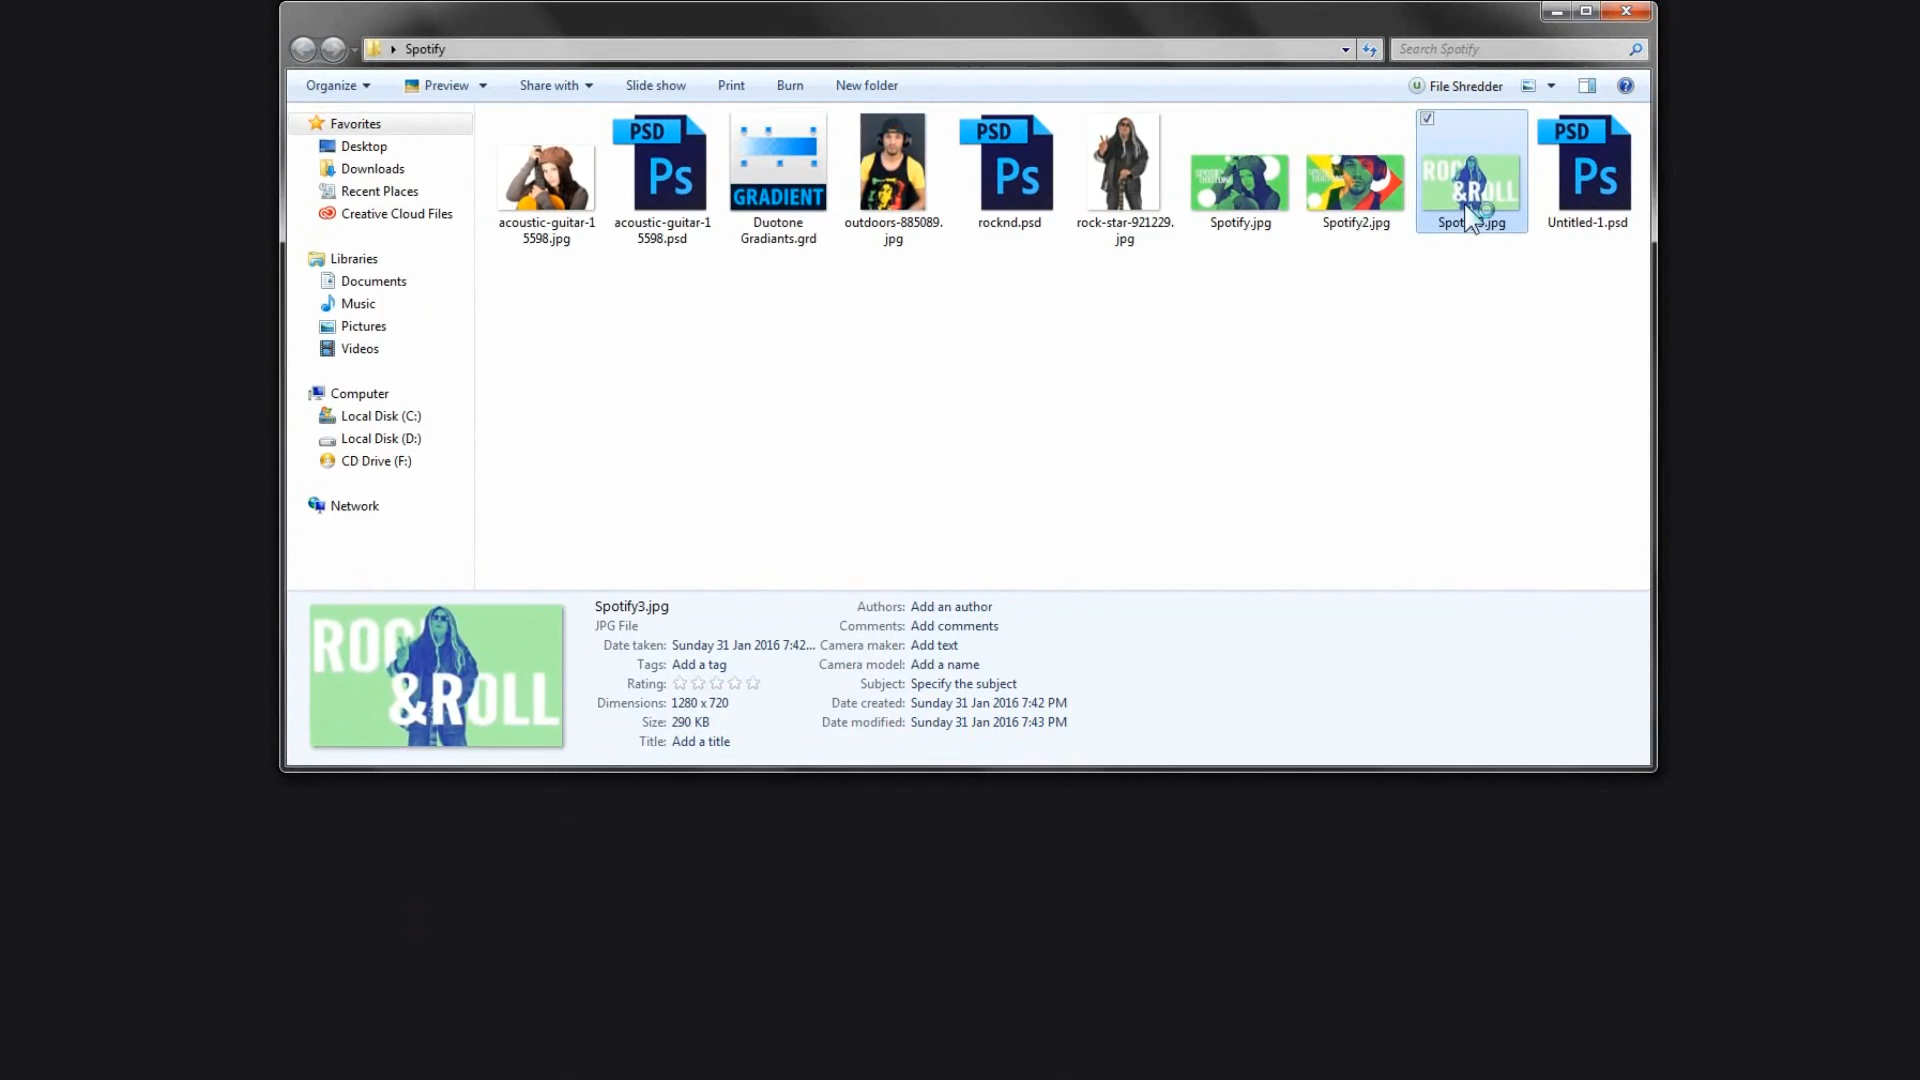 Spotify
Search Spotify
Organize
Preview
Share with
Slide show
Print
Burn
New folder
File Shredder
Favorites
Desktop
Downloads
Recent Places
Creative Cloud Files
Libraries
Documents
Music
Pictures
Videos
Computer
Local Disk (C:)
Local Disk (D:)
CD Drive (F:)
Network
PSD
Ps
GRADIENT
PSD
Ps
ROC
&ROLL
PSD
Ps
acoustic-guitar-1
5598.jpg
acoustic-guitar-1
5598.psd
Duotone
Gradiants.grd
outdoors-885089.
jpg
rocknd.psd
rock-star-921229.
jpg
Spotify.jpg
Spotify2.jpg
Untitled-1.psd
ROC
&ROLL
Spotify3.jpg
JPG File
Date taken: Sunday 31 Jan 2016 7:42...
Tags: Add a tag
Rating:
Dimensions: 1280 x 720
Size: 290 KB
Title: Add a title
Authors: Add an author
Comments: Add comments
Camera maker: Add text
Camera model: Add a name
Subject: Specify the subject
Date created: Sunday 31 Jan 2016 7:42 PM
Date modified: Sunday 31 Jan 2016 7:43 PM